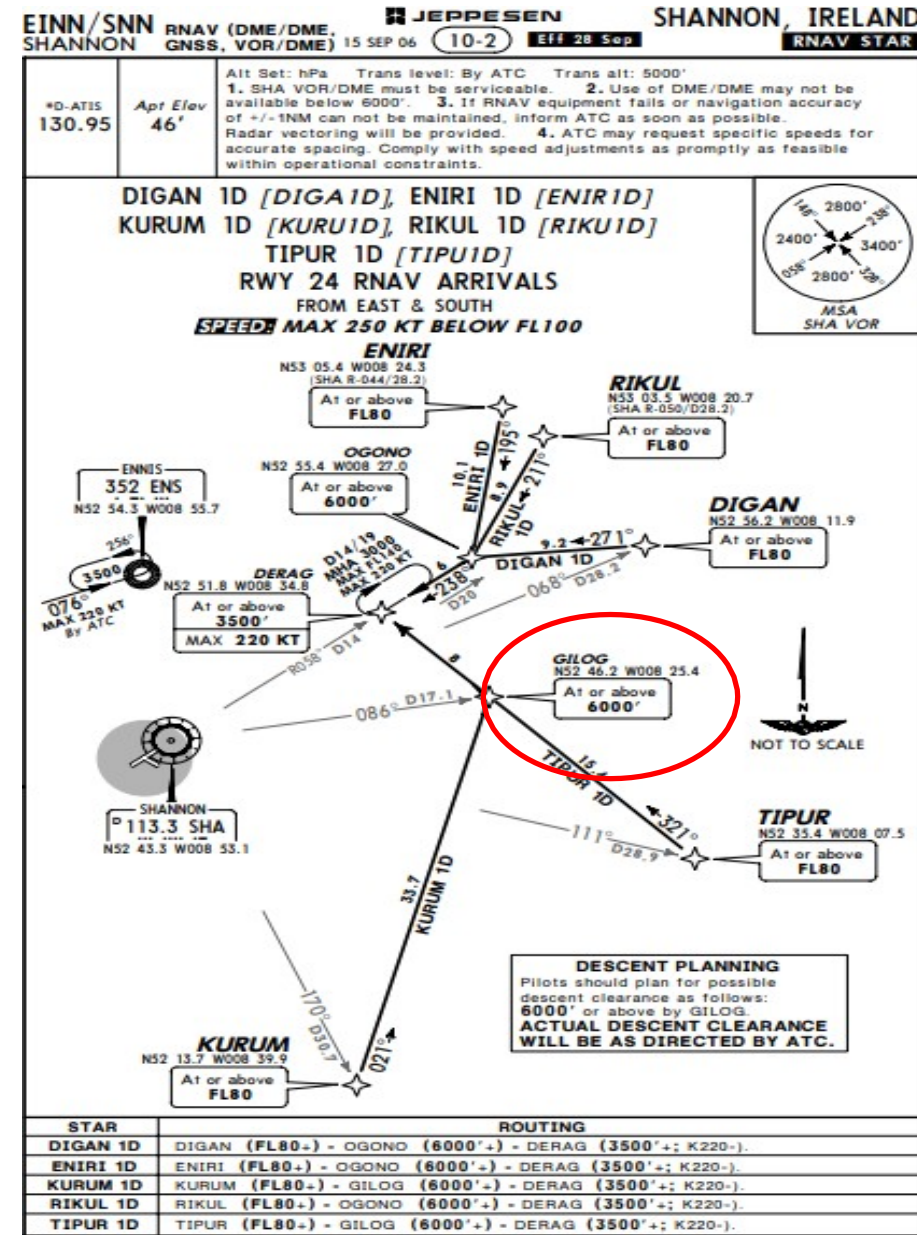 EINN/SNN
SHANNON
RNAV (DME/DME,
GNSS, VOR/DME)
15 SEP 06
JEPPESEN
10-2
Eff 28 Sep
SHANNON, IRELAND
RNAV STAR
*D-ATIS
130.95
Apt Elev
46'
Alt Set: hPa Trans level: By ATC Trans alt: 5000'
1. SHA VOR/DME must be serviceable. 2. Use of DME/DME may not be
available below 6000'. 3. If RNAV equipment fails or navigation accuracy
of +/-1NM can not be maintained, inform ATC as soon as possible.
Radar vectoring will be provided. 4. ATC may request specific speeds for
accurate spacing. Comply with speed adjustments as promptly as feasible
within operational constraints.
DIGAN 1D [DIGA1D], ENIRI 1D [ENIR1D]
KURUM 1D [KURU1D], RIKUL 1D [RIKU1D]
TIPUR 1D [TIPU1D]
RWY 24 RNAV ARRIVALS
FROM EAST & SOUTH
SPEED: MAX 250 KT BELOW FL100
148°
2800'
238°
2400'
3400'
058°
2800'
328°
MSA
SHA VOR
ENIRI
N53 05.4 W008 24.3
(SHA R-044/28.2)
At or above
FL80
RIKUL
N53 03.5 W008 20.7
(SHA R-050/D28.2)
At or above
FL80
195°
10.1
ENIRI 1D
211°
8.9
RIKUL
1D
OGONO
N52 55.4 W008 27.0
At or above
6000'
ENNIS
352 ENS
N52 54.3 W008 55.7
256°
3500
076°
MAX 220 KT
By ATC
DIGAN
N52 56.2 W008 11.9
At or above
FL80
9.2
271°
DIGAN 1D
068°
D28.2
D14/19
MHA 3000
MAX FL140
MAX 230 KT
6
238°
D20
DERAG
N52 51.8 W008 34.8
At or above
3500'
MAX 220 KT
R058°
D14
8
GILOG
N52 46.2 W008 25.4
At or above
6000'
086°
D17.1
N
NOT TO SCALE
SHANNON
D 113.3 SHA
N52 43.3 W008 53.1
TIPUR 1D
321°
111°
D28.9
TIPUR
N52 35.4 W008 07.5
At or above
FL80
33.7
KURUM 1D
170°
D30.7
021°
KURUM
N52 13.7 W008 39.9
At or above
FL80
DESCENT PLANNING
Pilots should plan for possible
descent clearance as follows:
6000' or above by GILOG.
ACTUAL DESCENT CLEARANCE
WILL BE AS DIRECTED BY ATC.
STAR ROUTING
DIGAN 1D DIGAN (FL80+) - OGONO (6000'+) - DERAG (3500'+; K220-).
ENIRI 1D ENIRI (FL80+) - OGONO (6000'+) - DERAG (3500'+; K220-).
KURUM 1D KURUM (FL80+) - GILOG (6000'+) - DERAG (3500'+; K220-).
RIKUL 1D RIKUL (FL80+) - OGONO (6000'+) - DERAG (3500'+; K220-).
TIPUR 1D TIPUR (FL80+) - GILOG (6000'+) - DERAG (3500'+; K220-).